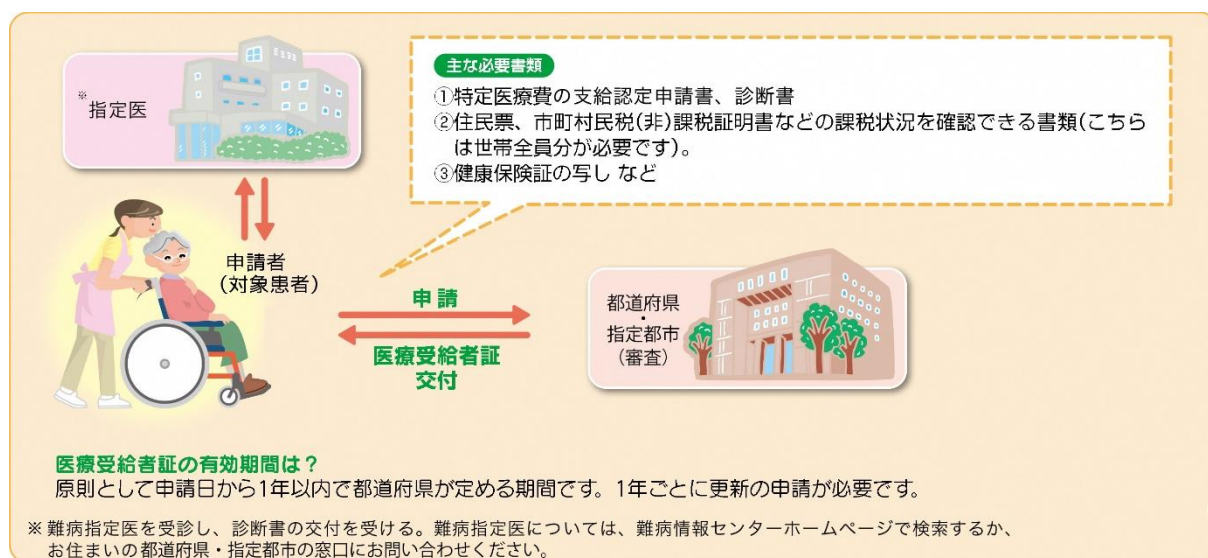 ※指定医
主な必要書類
①特定医療費の支給認定申請書、診断書
②住民票、市町村民税(非)課税証明書などの課税状況を確認できる書類(こちら
は世帯全員分が必要です)。
③健康保険証の写し など
申請者
(対象患者)
申請
医療受給者証
交付
都道府県
・
指定都市
(審査)
医療受給者証の有効期間は？
原則として申請日から1年以内で都道府県が定める期間です。1年ごとに更新の申請が必要です。
※ 難病指定医を受診し、診断書の交付を受ける。難病指定医については、難病情報センターホームページで検索するか、
お住まいの都道府県・指定都市の窓口にお問い合わせください。